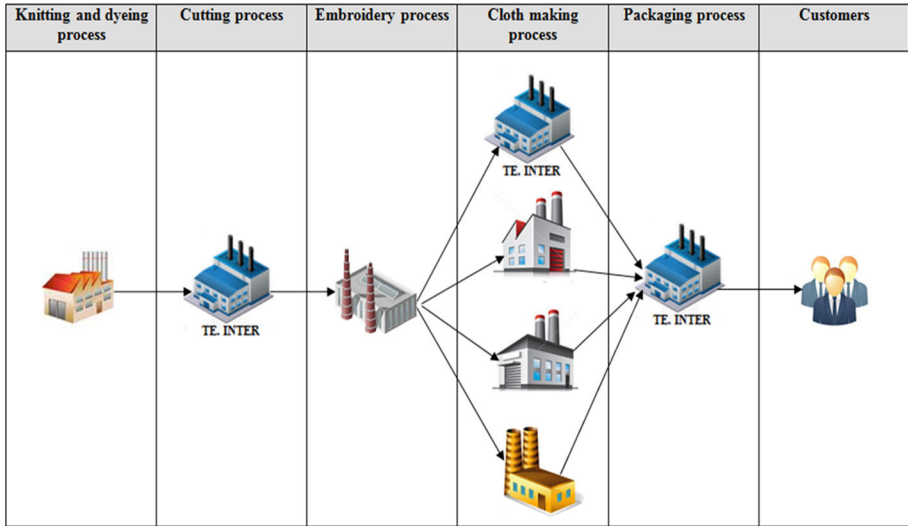 Knitting and dyeing
process
Cutting process
Embroidery process
Cloth making
process
Packaging process
Customers
TE. INTER
TE. INTER
TE. INTER